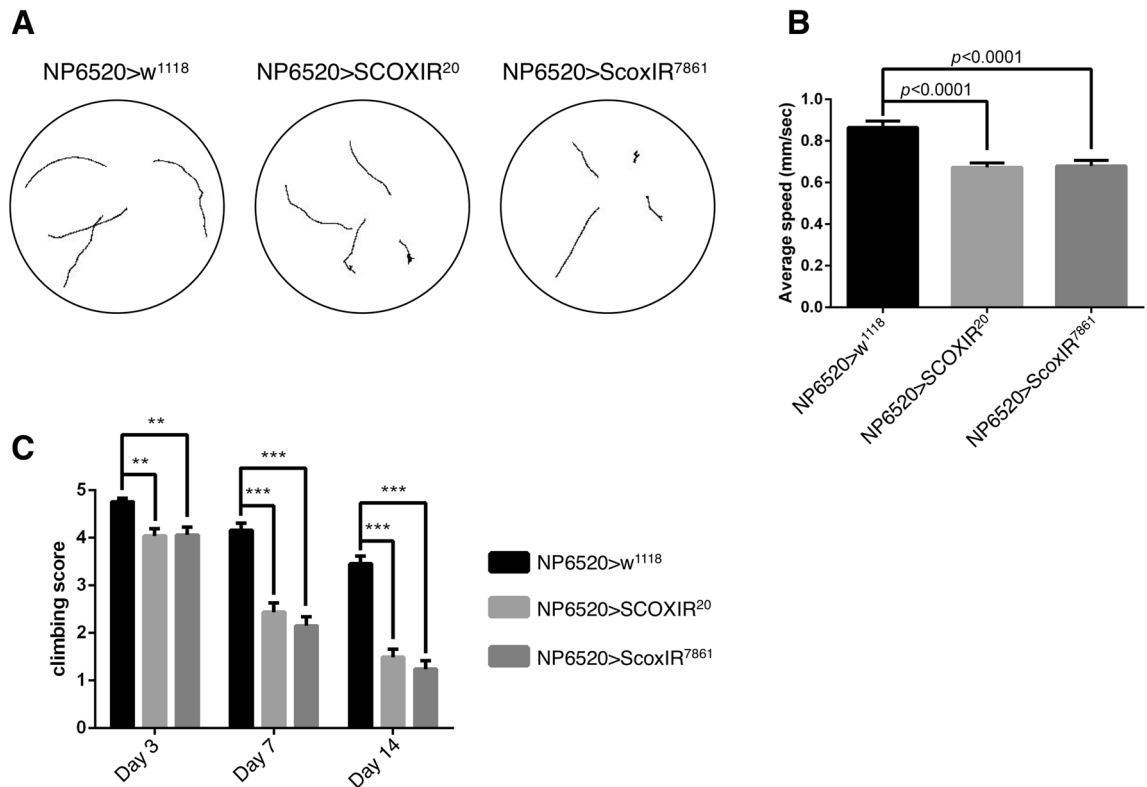 A
NP6520>w1118
NP6520>SCOXIR20
NP6520>ScoxIR7861
B
p<0.0001
p<0.0001
Average speed (mm/sec)
1.0
0.8
0.6
0.4
0.2
0.0
NP6520>w1118
NP6520>SCOXIR20
NP6520>ScoxIR7861
C
**
**
***
***
***
***
climbing score
5
4
3
2
1
0
Day 3
Day 7
Day 14
NP6520>w1118
NP6520>SCOXIR20
NP6520>ScoxIR7861